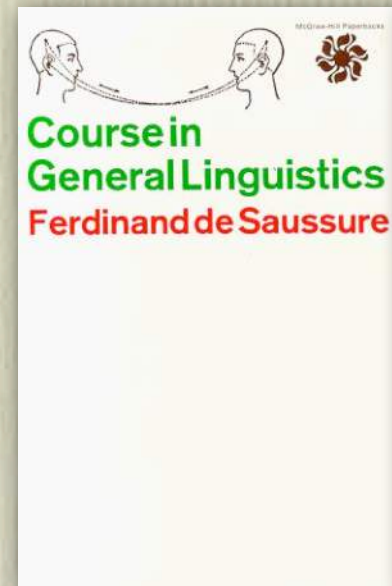 McGraw-Hill Paperbacks
Course in
General Linguistics
Ferdinand de Saussure